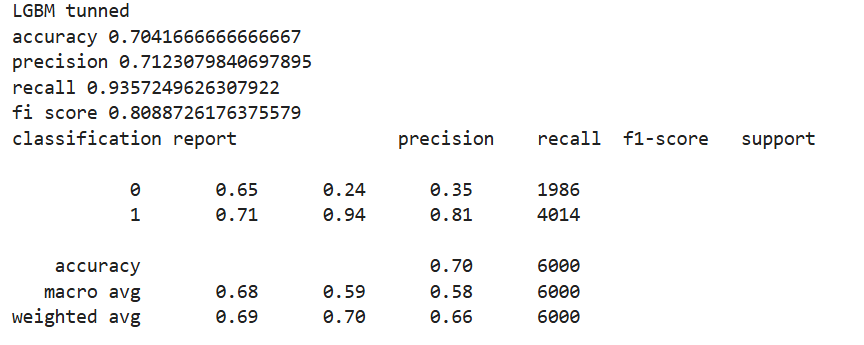 LGBM tunned
accuracy 0.7041666666666667
precision 0.7123079840697895
recall 0.9357249626307922
fi score 0.8088726176375579
classification report precision recall f1-score support
0 0.65 0.24 0.35 1986
1 0.71 0.94 0.81 4014
accuracy 0.70 6000
macro avg 0.68 0.59 0.58 6000
weighted avg 0.69 0.70 0.66 6000